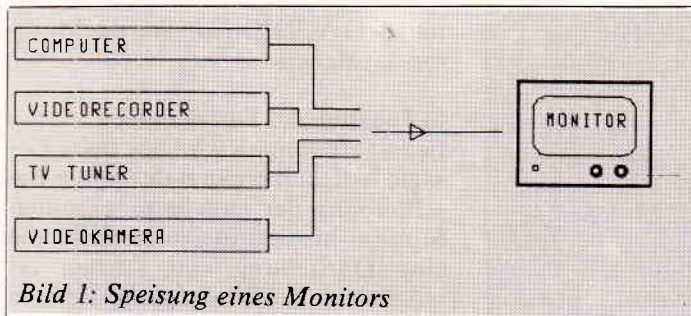 COMPUTER
VIDEORECORDER
MONITOR
TV TUNER
VIDEOKAMERA
Bild 1: Speisung eines Monitors